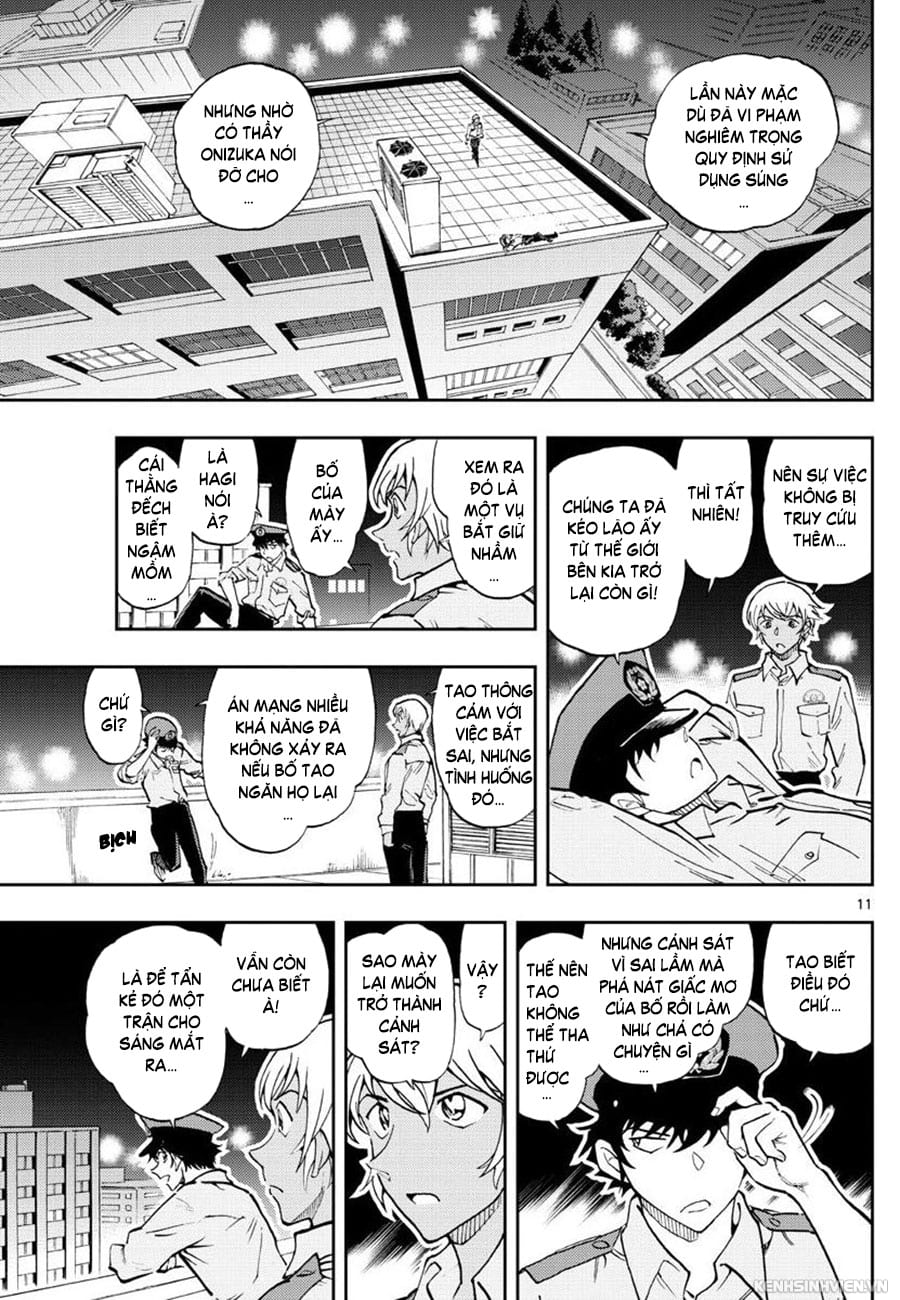 LẦN NÀY MẶC
DÙ ĐÃ VI PHẠM
NGHIÊM TRỌNG
QUY ĐỊNH SỬ
DỤNG SÚNG
...
NHƯNG NHỜ
CÓ THẦY
ONIZUKA NÓI
ĐỠ CHO
...
NÊN SỰ VIỆC
KHÔNG BỊ
TRUY CỨU
THÊM...
THÌ TẤT
NHIÊN!
CHÚNG TA ĐÃ
KÉO LÃO ẤY
TỪ THẾ GIỚI
BÊN KIA TRỞ
LẠI CÒN GÌ!
XEM RA
ĐÓ LÀ
MỘT VỤ
BẮT GIỮ
NHẦM
BỐ CỦA
MÀY
ẤY...
LÀ
HAGI
NÓI
À?
CÁI
THẰNG
ĐẾCH
BIẾT
NGẬM
MỒM
...
TAO THÔNG
CẢM VỚI
VIỆC BẮT
SAI, NHƯNG
TÌNH HUỐNG
ĐÓ...
ÁN MẠNG NHIỀU
KHẢ NĂNG ĐÃ
KHÔNG XẢY RA
NẾU BỐ TAO
NGĂN HỌ LẠI
...
CHỨ
GÌ?
BỊCH
11
TAO BIẾT
ĐIỀU ĐÓ
CHỨ...
NHƯNG CẢNH SÁT
VÌ SAI LẦM MÀ
PHÁ NÁT GIẤC MƠ
CỦA BỐ RỒI LÀM
NHƯ CHẢ CÓ
CHUYỆN GÌ
THẾ NÊN
TAO
KHÔNG
THỂ THA
THỨ
ĐƯỢC
VẬY
?
SAO MÀY
LẠI MUỐN
TRỞ THÀNH
CẢNH
SÁT?
VẪN CÒN
CHƯA BIẾT
À!
LÀ ĐỂ TẨN
KẺ ĐÓ MỘT
TRẬN CHO
SÁNG MẮT
RA...
KENHSINHVIEN.VN